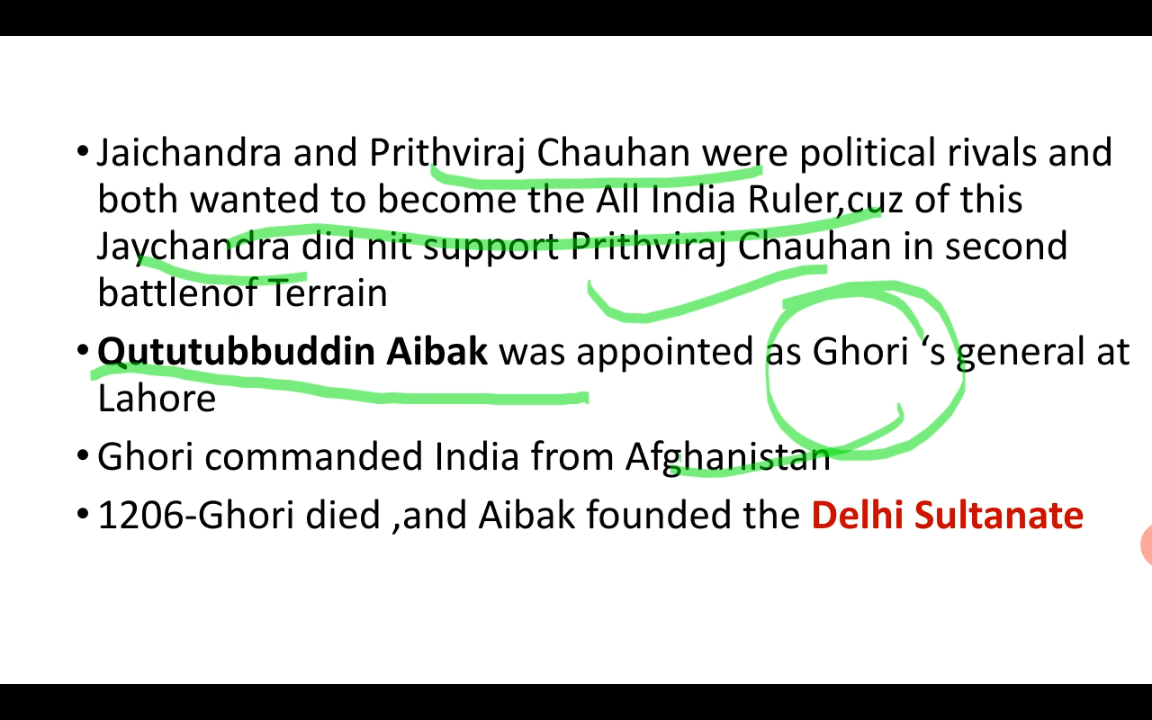 • Jaichandra and Prithviraj Chauhan were political rivals and
both wanted to become the All India Ruler,cuz of this
Jaychandra did nit support Prithviraj Chauhan in second
battlenof Terrain
• Qututubbuddin Aibak was appointed as Ghori ‘s general at
Lahore
• Ghori commanded India from Afghanistan
• 1206-Ghori died ,and Aibak founded the Delhi Sultanate